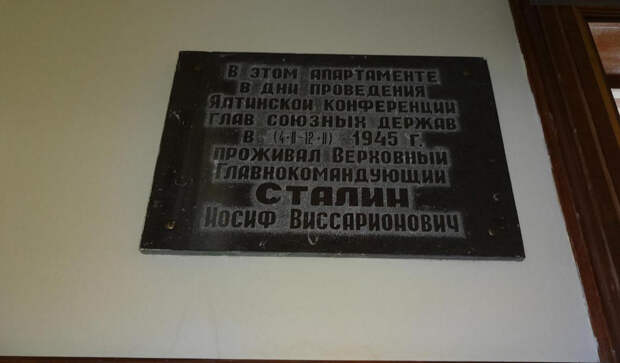 В ЭТОМ АПАРТАМЕНТЕ
В ДНИ ПРОВЕДЕНИЯ
ЯЛТИНСКОЙ КОНФЕРЕНЦИИ
ГЛАВ СОЮЗНЫХ ДЕРЖАВ
В (4·II–12·II) 1945 г.
ПРОЖИВАЛ ВЕРХОВНЫЙ
ГЛАВНОКОМАНДУЮЩИЙ
СТАЛИН
ИОСИФ ВИССАРИОНОВИЧ